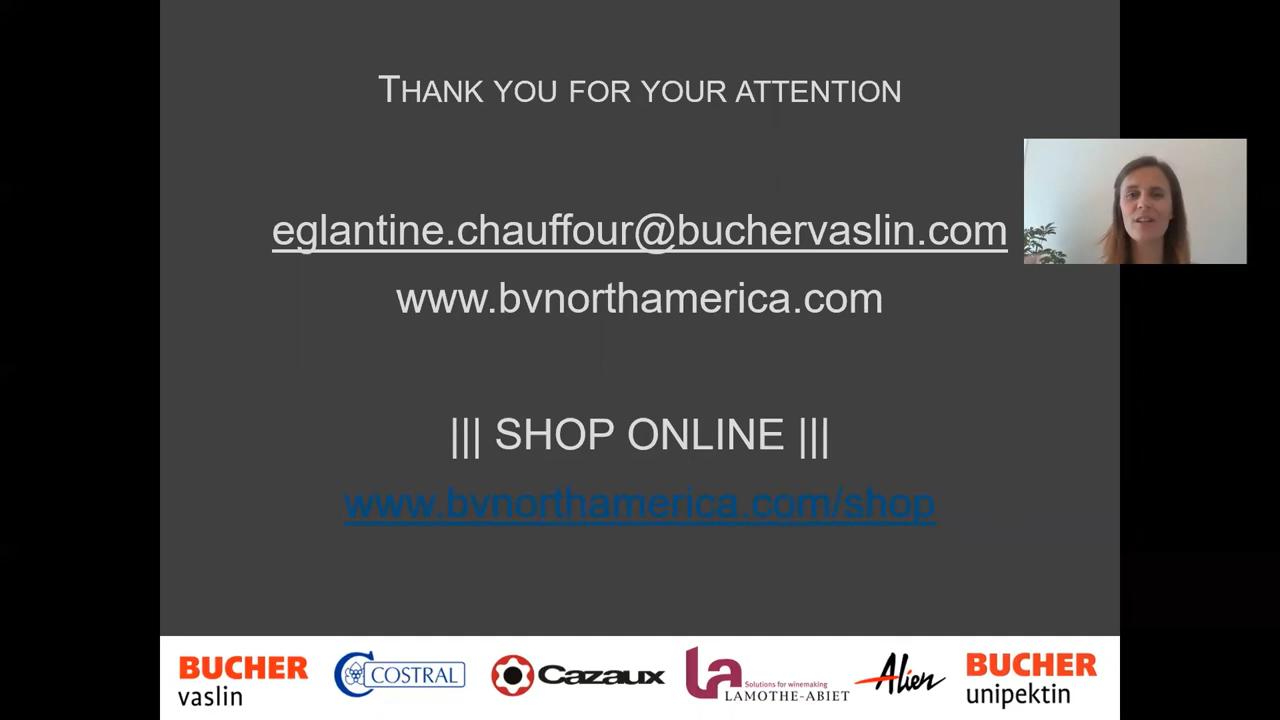 THANK YOU FOR YOUR ATTENTION
eglantine.chauffour@buchervaslin.com
www.bvnorthamerica.com
||| SHOP ONLINE |||
www.bvnorthamerica.com/shop
BUCHER
vaslin
COSTRAL
Cazaux
la
Solutions for winemaking
LAMOTHE-ABIET
Alien
BUCHER
unipektin